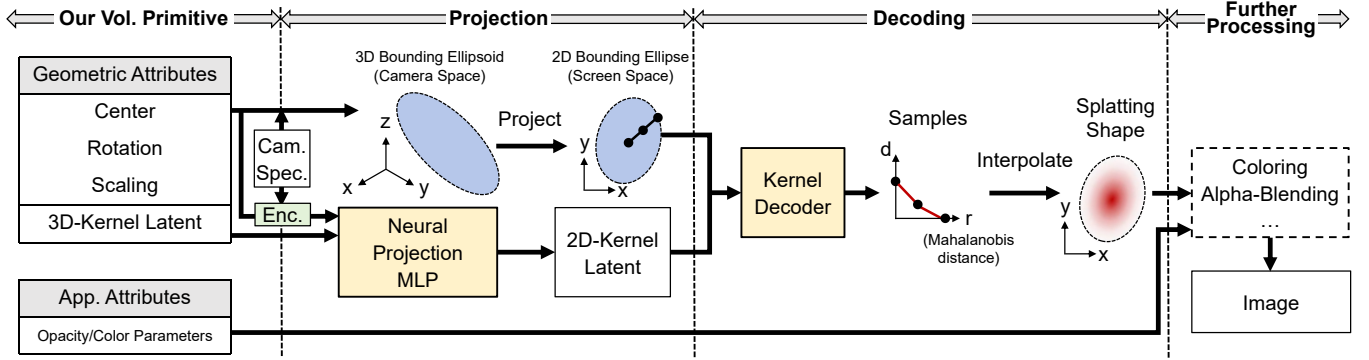 Our Vol. Primitive
Projection
Decoding
Further
Processing
Geometric Attributes
Center
Rotation
Scaling
3D-Kernel Latent
App. Attributes
Opacity/Color Parameters
Cam.
Spec.
Enc.
3D Bounding Ellipsoid
(Camera Space)
z
x
y
Project
2D Bounding Ellipse
(Screen Space)
y
x
Neural
Projection
MLP
2D-Kernel
Latent
Kernel
Decoder
Samples
d
r
(Mahalanobis
distance)
Interpolate
Splatting
Shape
y
x
Coloring
Alpha-Blending
...
Image